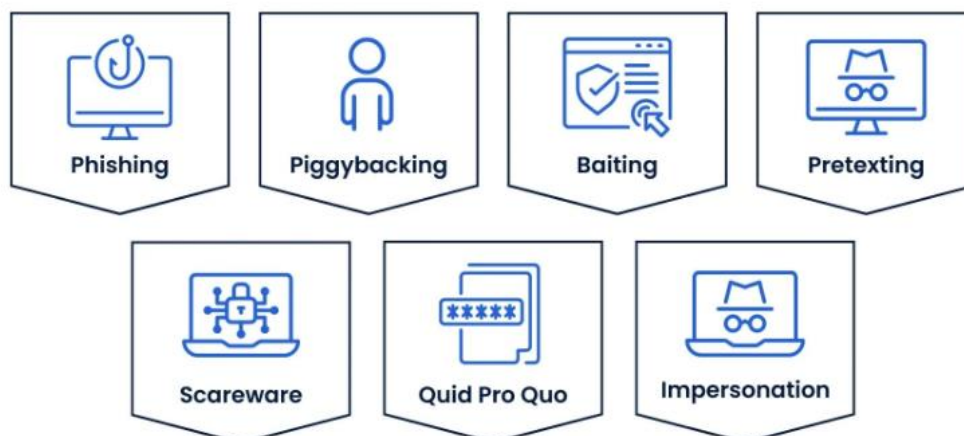 Phishing
Piggybacking
Baiting
Pretexting
*****
Scareware
Quid Pro Quo
Impersonation